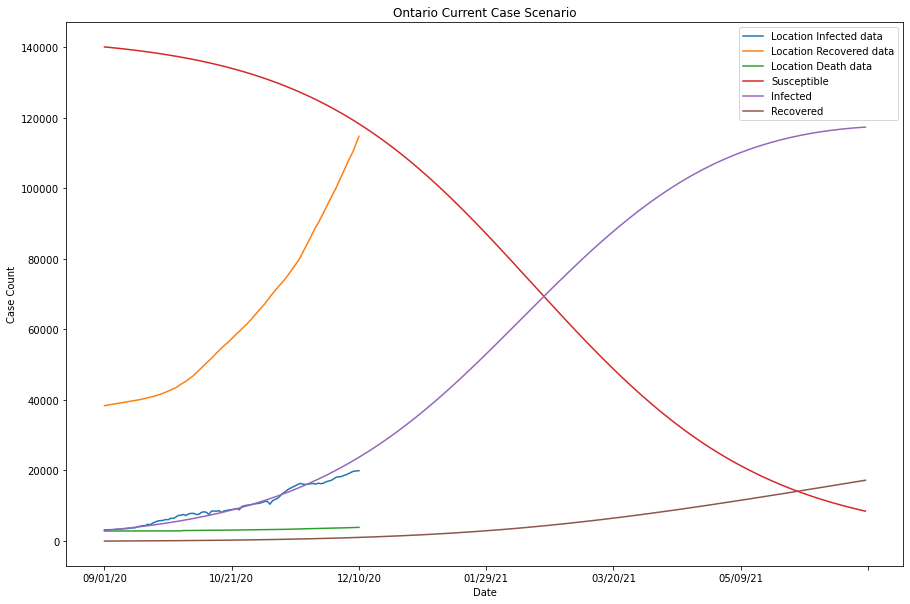 Ontario Current Case Scenario
Location Infected data
Location Recovered data
Location Death data
Susceptible
Infected
Recovered
Case Count
140000
120000
100000
80000
60000
40000
20000
0
09/01/20
10/21/20
12/10/20
01/29/21
03/20/21
05/09/21
Date